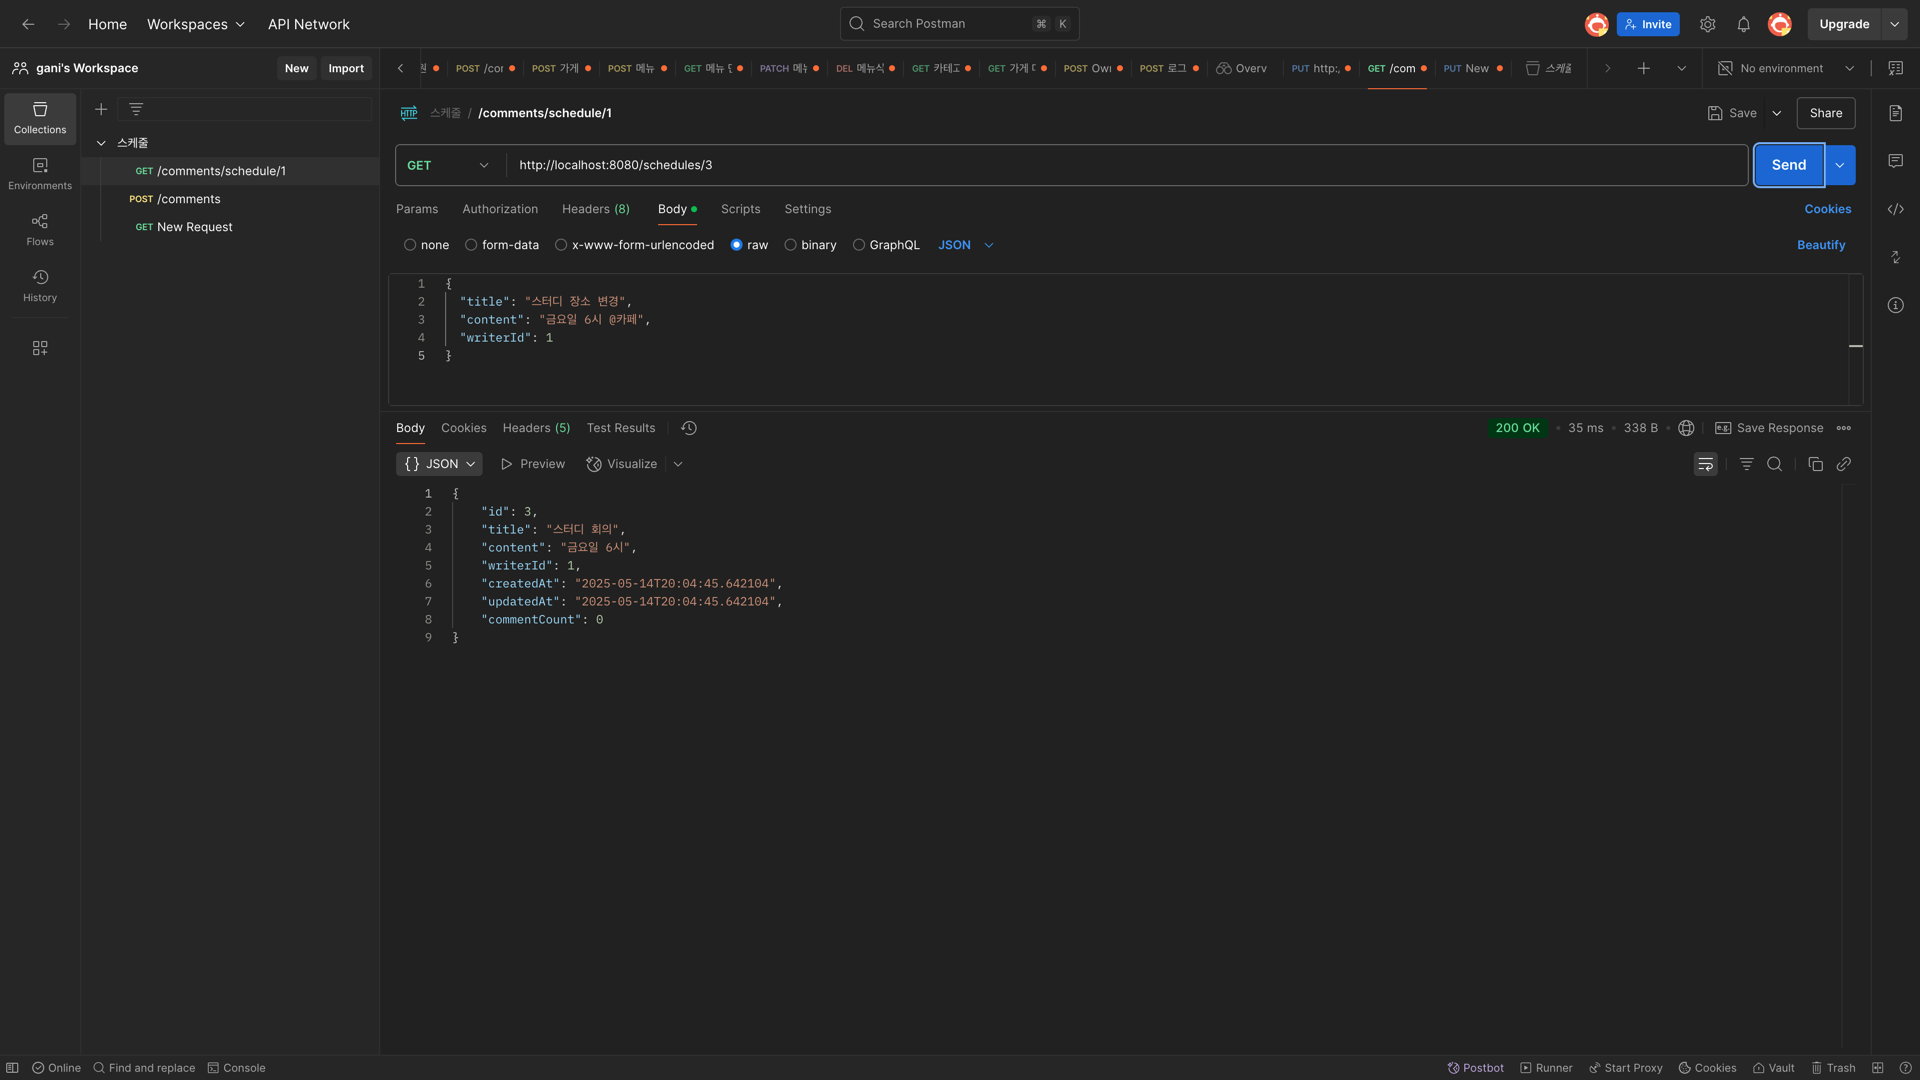 Home Workspaces API Network Search Postman ⌘ K Invite Upgrade
gani's Workspace New Import
POST /cor POST 가게 POST 메뉴 GET 메뉴 PATCH DEL 메뉴식 GET 카테고 GET 가게 POST Owi POST 로그 Overv PUT http:, GET /com PUT New 스케줄 No environment
Collections
Environments
Flows
History
스케줄
GET /comments/schedule/1
POST /comments
GET New Request
HTTP 스케줄 / /comments/schedule/1 Save Share
GET http://localhost:8080/schedules/3 Send
Params Authorization Headers (8) Body Scripts Settings Cookies
none form-data x-www-form-urlencoded raw binary GraphQL JSON Beautify
1 {
2 "title": "스터디 장소 변경",
3 "content": "금요일 6시 @카페",
4 "writerId": 1
5 }
Body Cookies Headers (5) Test Results 200 OK • 35 ms • 338 B • e.g. Save Response
{} JSON Preview Visualize
1 {
2 "id": 3,
3 "title": "스터디 회의",
4 "content": "금요일 6시",
5 "writerId": 1,
6 "createdAt": "2025-05-14T20:04:45.642104",
7 "updatedAt": "2025-05-14T20:04:45.642104",
8 "commentCount": 0
9 }
Online Find and replace Console Postbot Runner Start Proxy Cookies Vault Trash